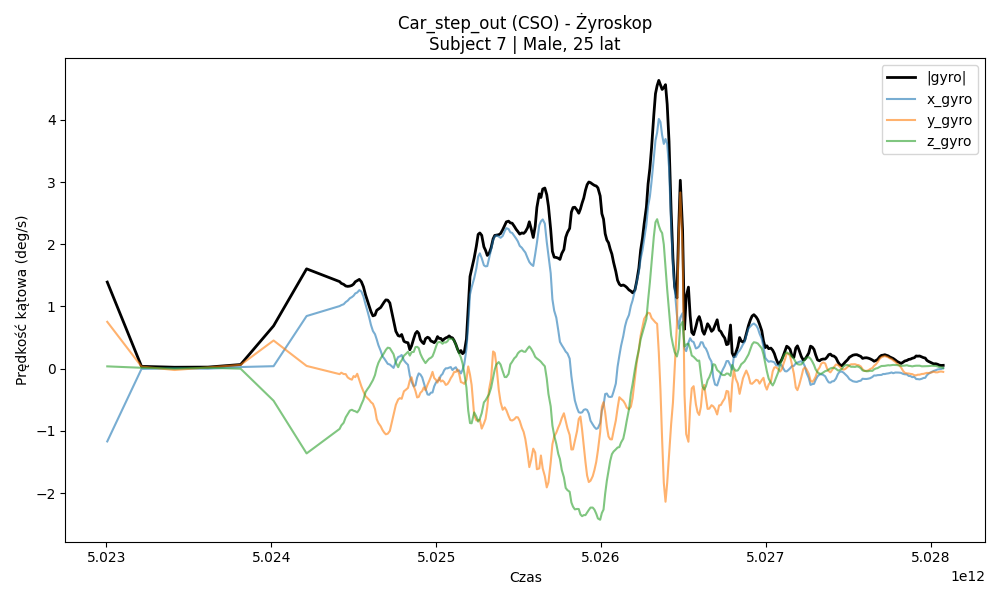 Car_step_out (CSO) - Żyroskop
Subject 7 | Male, 25 lat
|gyro|
x_gyro
y_gyro
z_gyro
Prędkość kątowa (deg/s)
4
3
2
1
0
−1
−2
5.023
5.024
5.025
5.026
5.027
5.028
1e12
Czas